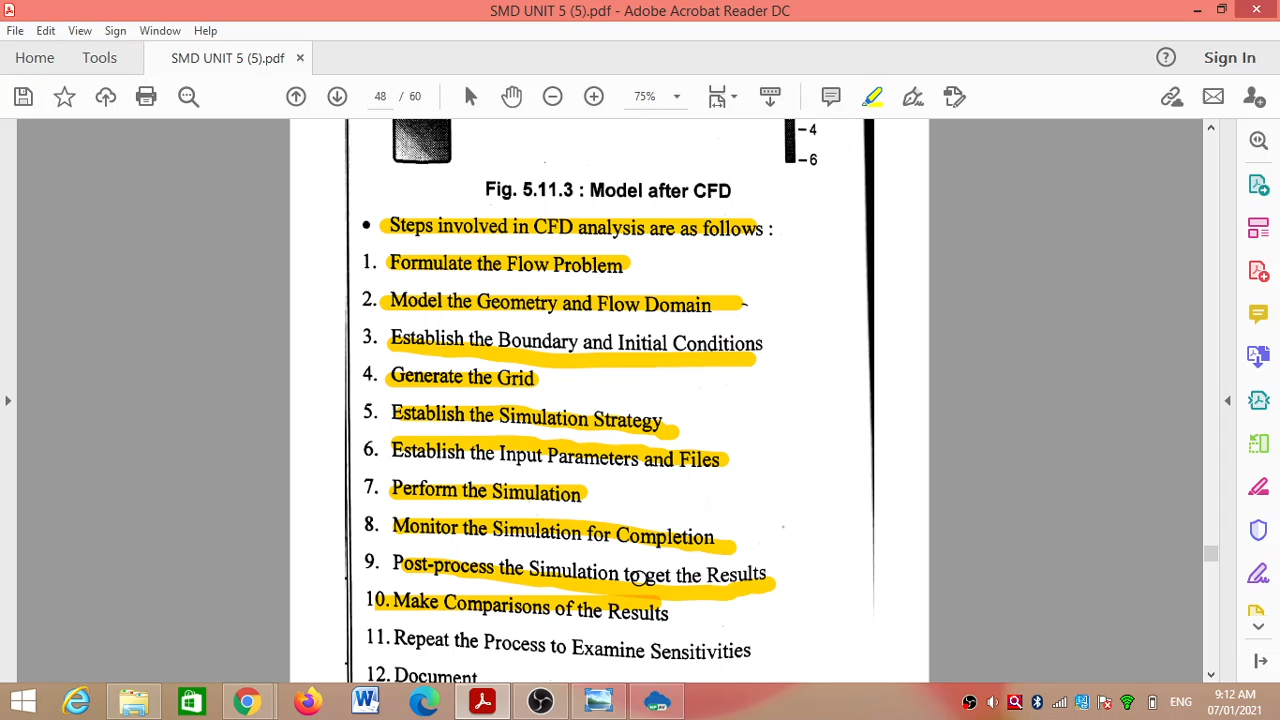 SMD UNIT 5 (5).pdf - Adobe Acrobat Reader DC
File Edit View Sign Window Help
Home Tools SMD UNIT 5 (5).pdf × Sign In
48 / 60 75%
– 4
– 6
Fig. 5.11.3 : Model after CFD
• Steps involved in CFD analysis are as follows :
1. Formulate the Flow Problem
2. Model the Geometry and Flow Domain
3. Establish the Boundary and Initial Conditions
4. Generate the Grid
5. Establish the Simulation Strategy
6. Establish the Input Parameters and Files
7. Perform the Simulation
8. Monitor the Simulation for Completion
9. Post-process the Simulation to get the Results
10. Make Comparisons of the Results
11. Repeat the Process to Examine Sensitivities
12. Document
ENG
9:12 AM
07/01/2021